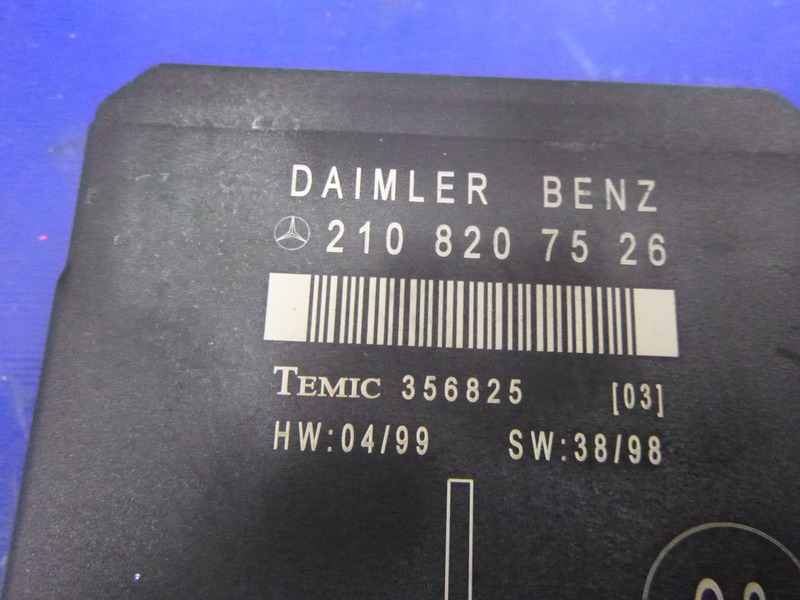 DAIMLER BENZ
210 820 75 26
TEMIC 356825 [03]
HW:04/99 SW:38/98